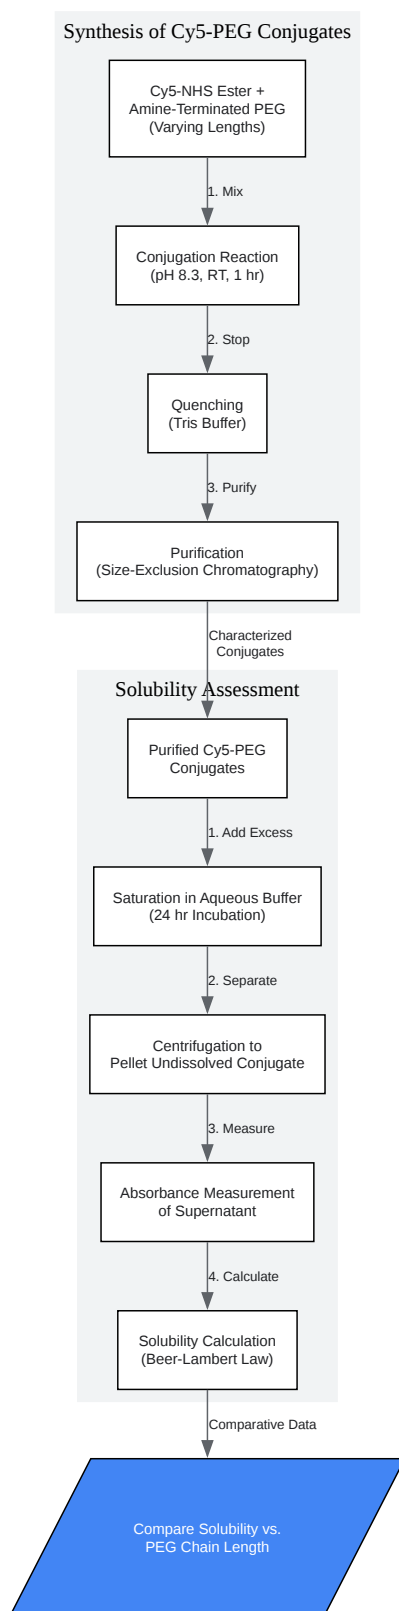 Synthesis of Cy5-PEG Conjugates
Cy5-NHS Ester +
Amine-Terminated PEG
(Varying Lengths)
1. Mix
Conjugation Reaction
(pH 8.3, RT, 1 hr)
2. Stop
Quenching
(Tris Buffer)
3. Purify
Purification
(Size-Exclusion Chromatography)
Characterized
Conjugates
Solubility Assessment
Purified Cy5-PEG
Conjugates
1. Add Excess
Saturation in Aqueous Buffer
(24 hr Incubation)
2. Separate
Centrifugation to
Pellet Undissolved Conjugate
3. Measure
Absorbance Measurement
of Supernatant
4. Calculate
Solubility Calculation
(Beer-Lambert Law)
Comparative Data
Compare Solubility vs.
PEG Chain Length